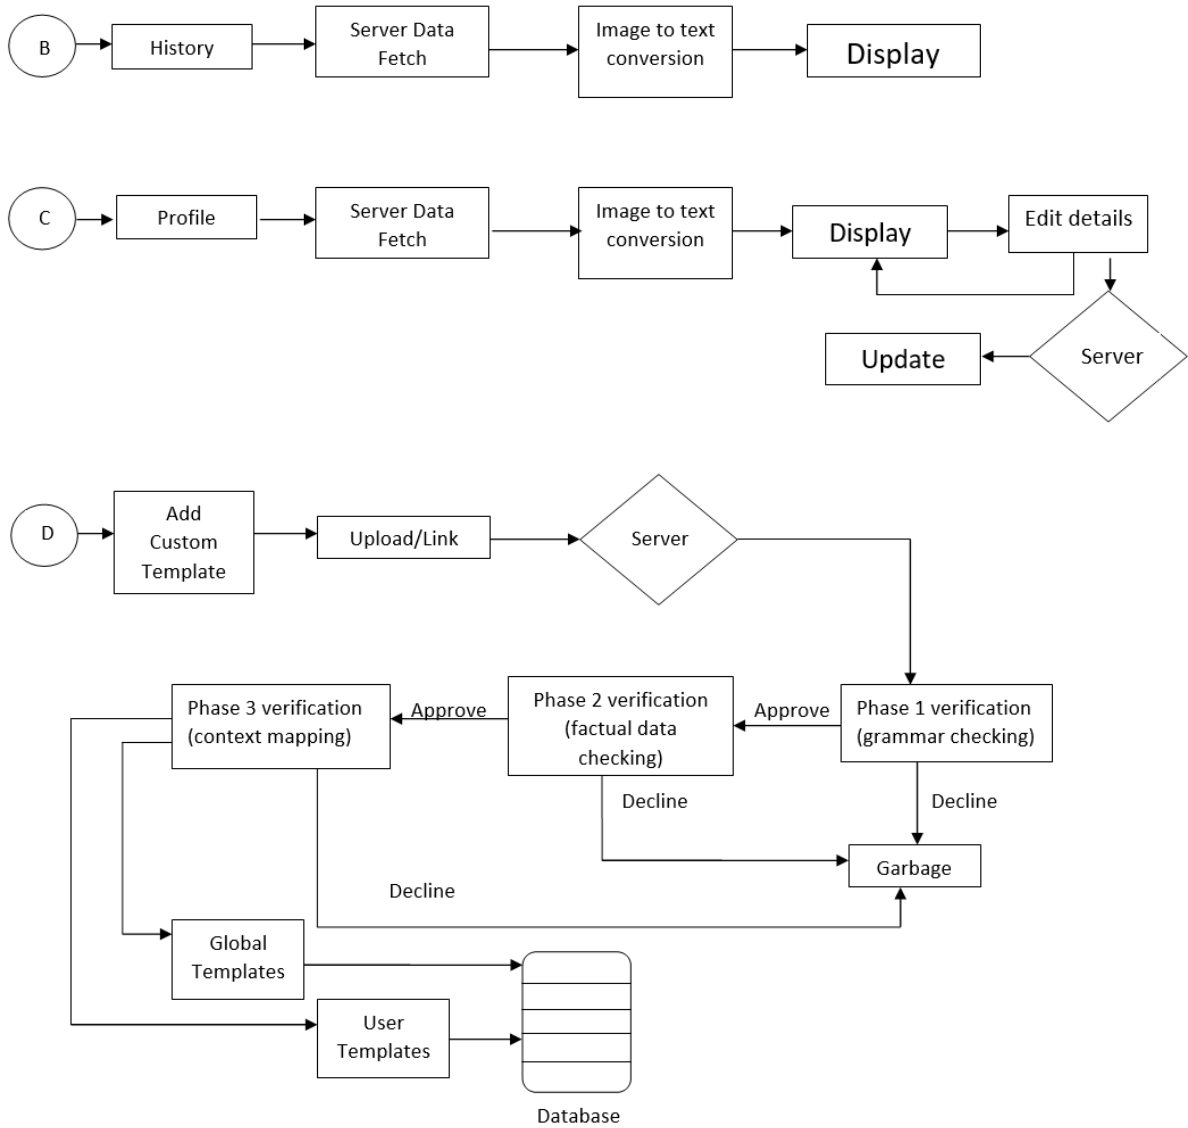 B
History
Server Data
Fetch
Image to text
conversion
Display
C
Profile
Server Data
Fetch
Image to text
conversion
Display
Edit details
Update
Server
D
Add
Custom
Template
Upload/Link
Server
Phase 3 verification
(context mapping)
Approve
Phase 2 verification
(factual data
checking)
Approve
Phase 1 verification
(grammar checking)
Decline
Decline
Garbage
Decline
Global
Templates
User
Templates
Database